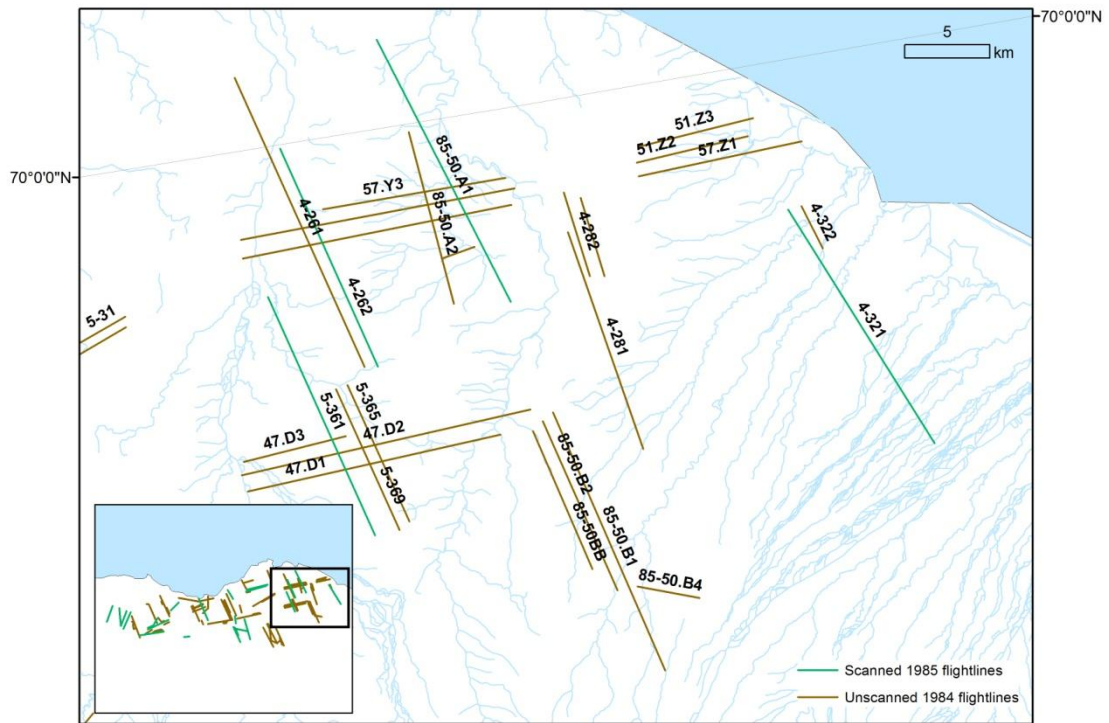 70°0'0"N
5
km
51.Z3
51.Z2
57.Z1
85-50.A1
70°0'0"N
57.Y3
4-261
85-50.A2
4-282
4-322
4-262
5-31
4-281
4-321
5-361
5-365
47.D3
47.D2
47.D1
5-369
85-50.B2
85-50BB
85-50.B1
85-50.B4
Scanned 1985 flightlines
Unscanned 1984 flightlines